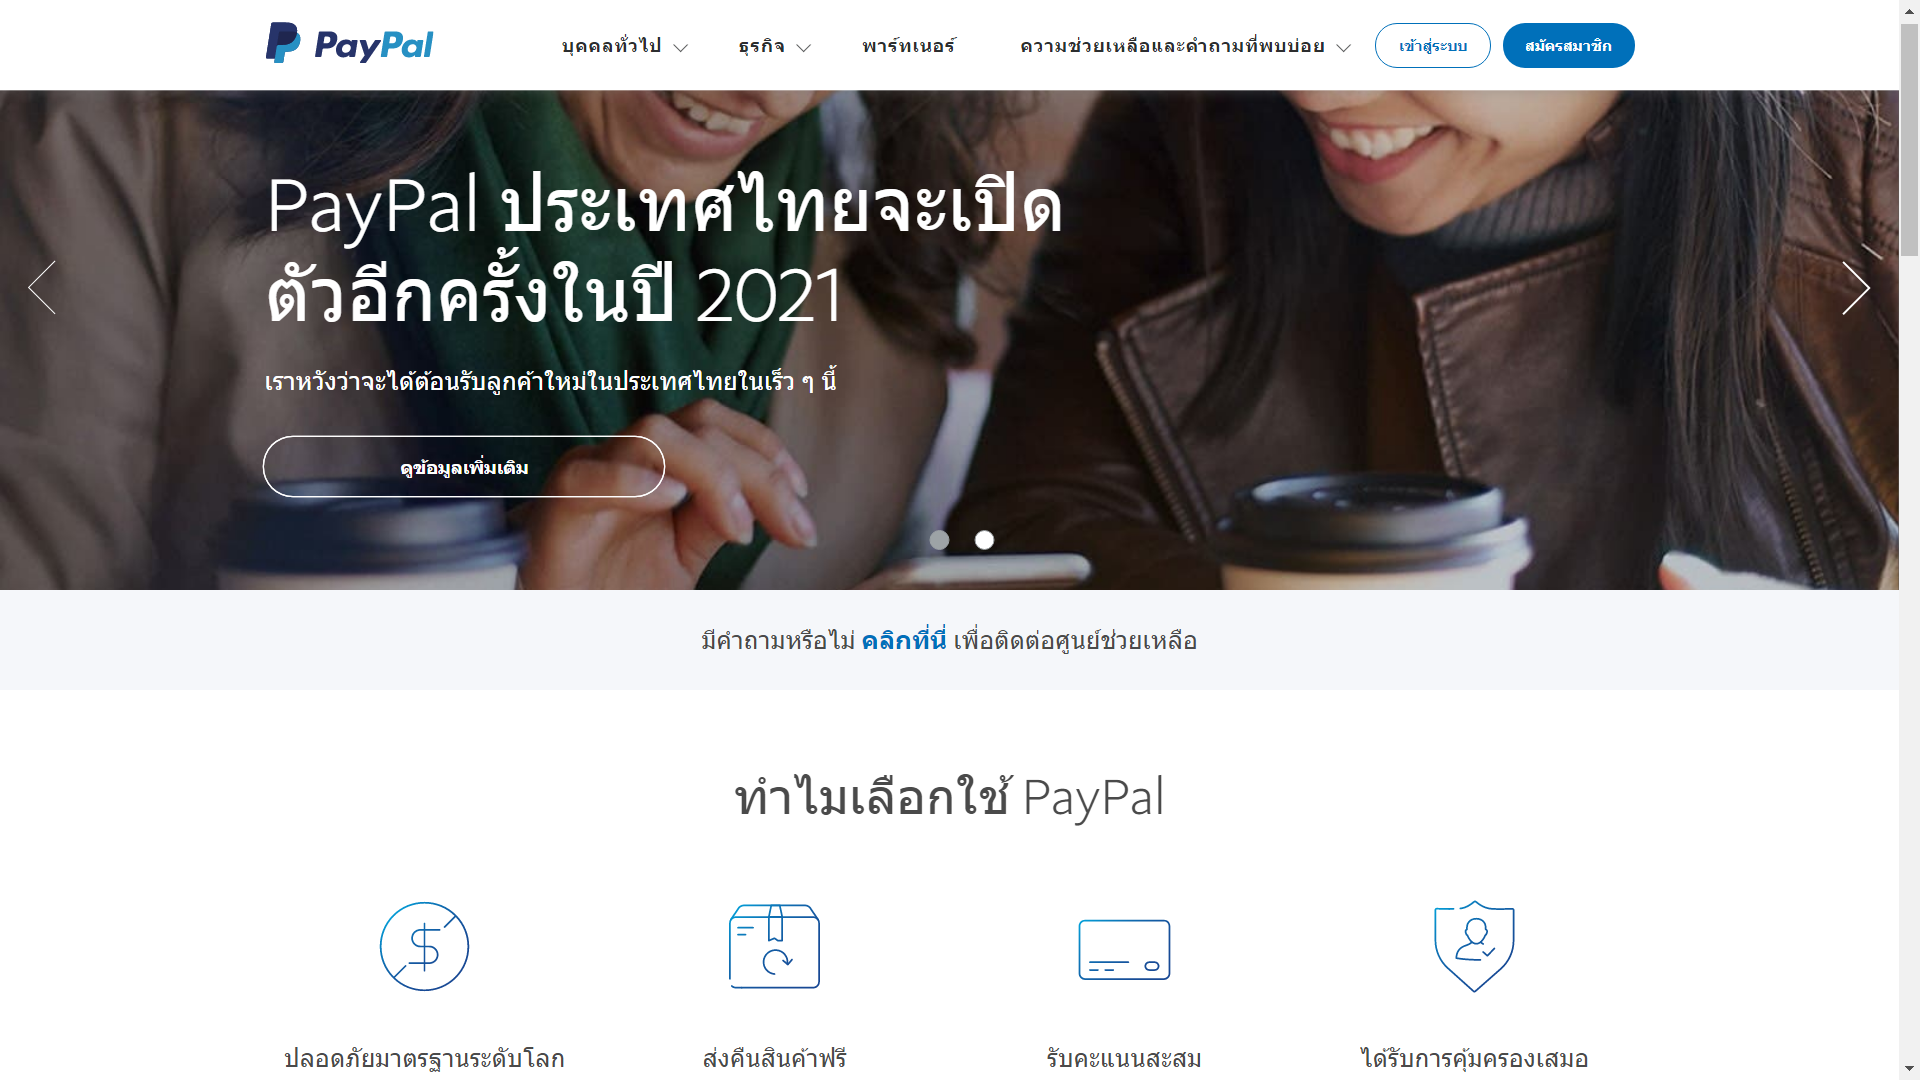 PayPal
บุคคลทั่วไป
ธุรกิจ
พาร์ทเนอร์
ความช่วยเหลือและคำถามที่พบบ่อย
เข้าสู่ระบบ
สมัครสมาชิก
PayPal ประเทศไทยจะเปิด
ตัวอีกครั้งในปี 2021
เราหวังว่าจะได้ต้อนรับลูกค้าใหม่ในประเทศไทยในเร็ว ๆ นี้
ดูข้อมูลเพิ่มเติม
มีคำถามหรือไม่ คลิกที่นี่ เพื่อติดต่อศูนย์ช่วยเหลือ
ทำไมเลือกใช้ PayPal
ปลอดภัยมาตรฐานระดับโลก
ส่งคืนสินค้าฟรี
รับคะแนนสะสม
ได้รับการคุ้มครองเสมอ